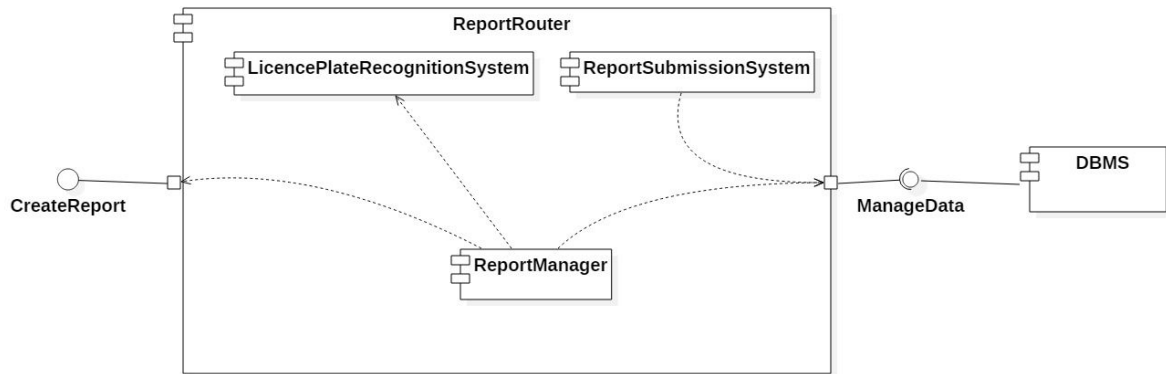 ReportRouter
LicencePlateRecognitionSystem
ReportSubmissionSystem
DBMS
CreateReport
ManageData
ReportManager